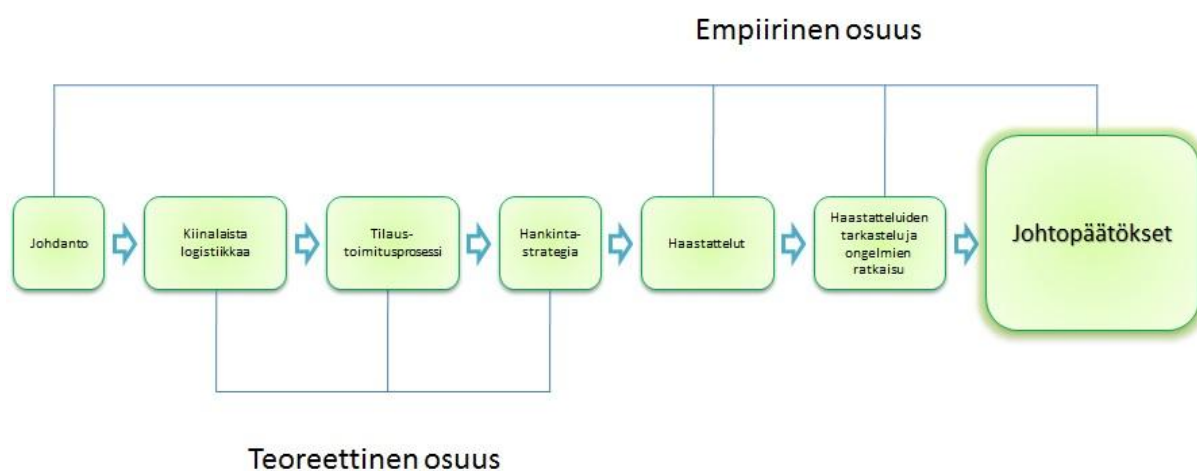 Empiirinen osuus
Johdanto
Kiinalaista
logistiikkaa
Tilaus-
toimitusprosessi
Hankinta-
strategia
Haastattelut
Haastatteluiden
tarkastelu ja
ongelmien
ratkaisu
Johtopäätökset
Teoreettinen osuus